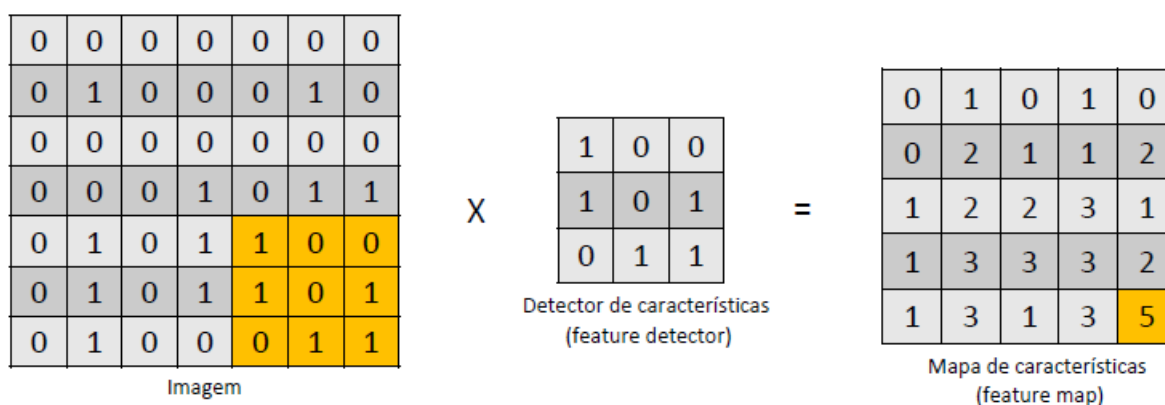 0 0 0 0 0 0 0
0 1 0 0 0 1 0
0 0 0 0 0 0 0
0 0 0 1 0 1 1
0 1 0 1 1 0 0
0 1 0 1 1 0 1
0 1 0 0 0 1 1
Imagem
X
1 0 0
1 0 1
0 1 1
Detector de características
(feature detector)
=
0 1 0 1 0
0 2 1 1 2
1 2 2 3 1
1 3 3 3 2
1 3 1 3 5
Mapa de características
(feature map)